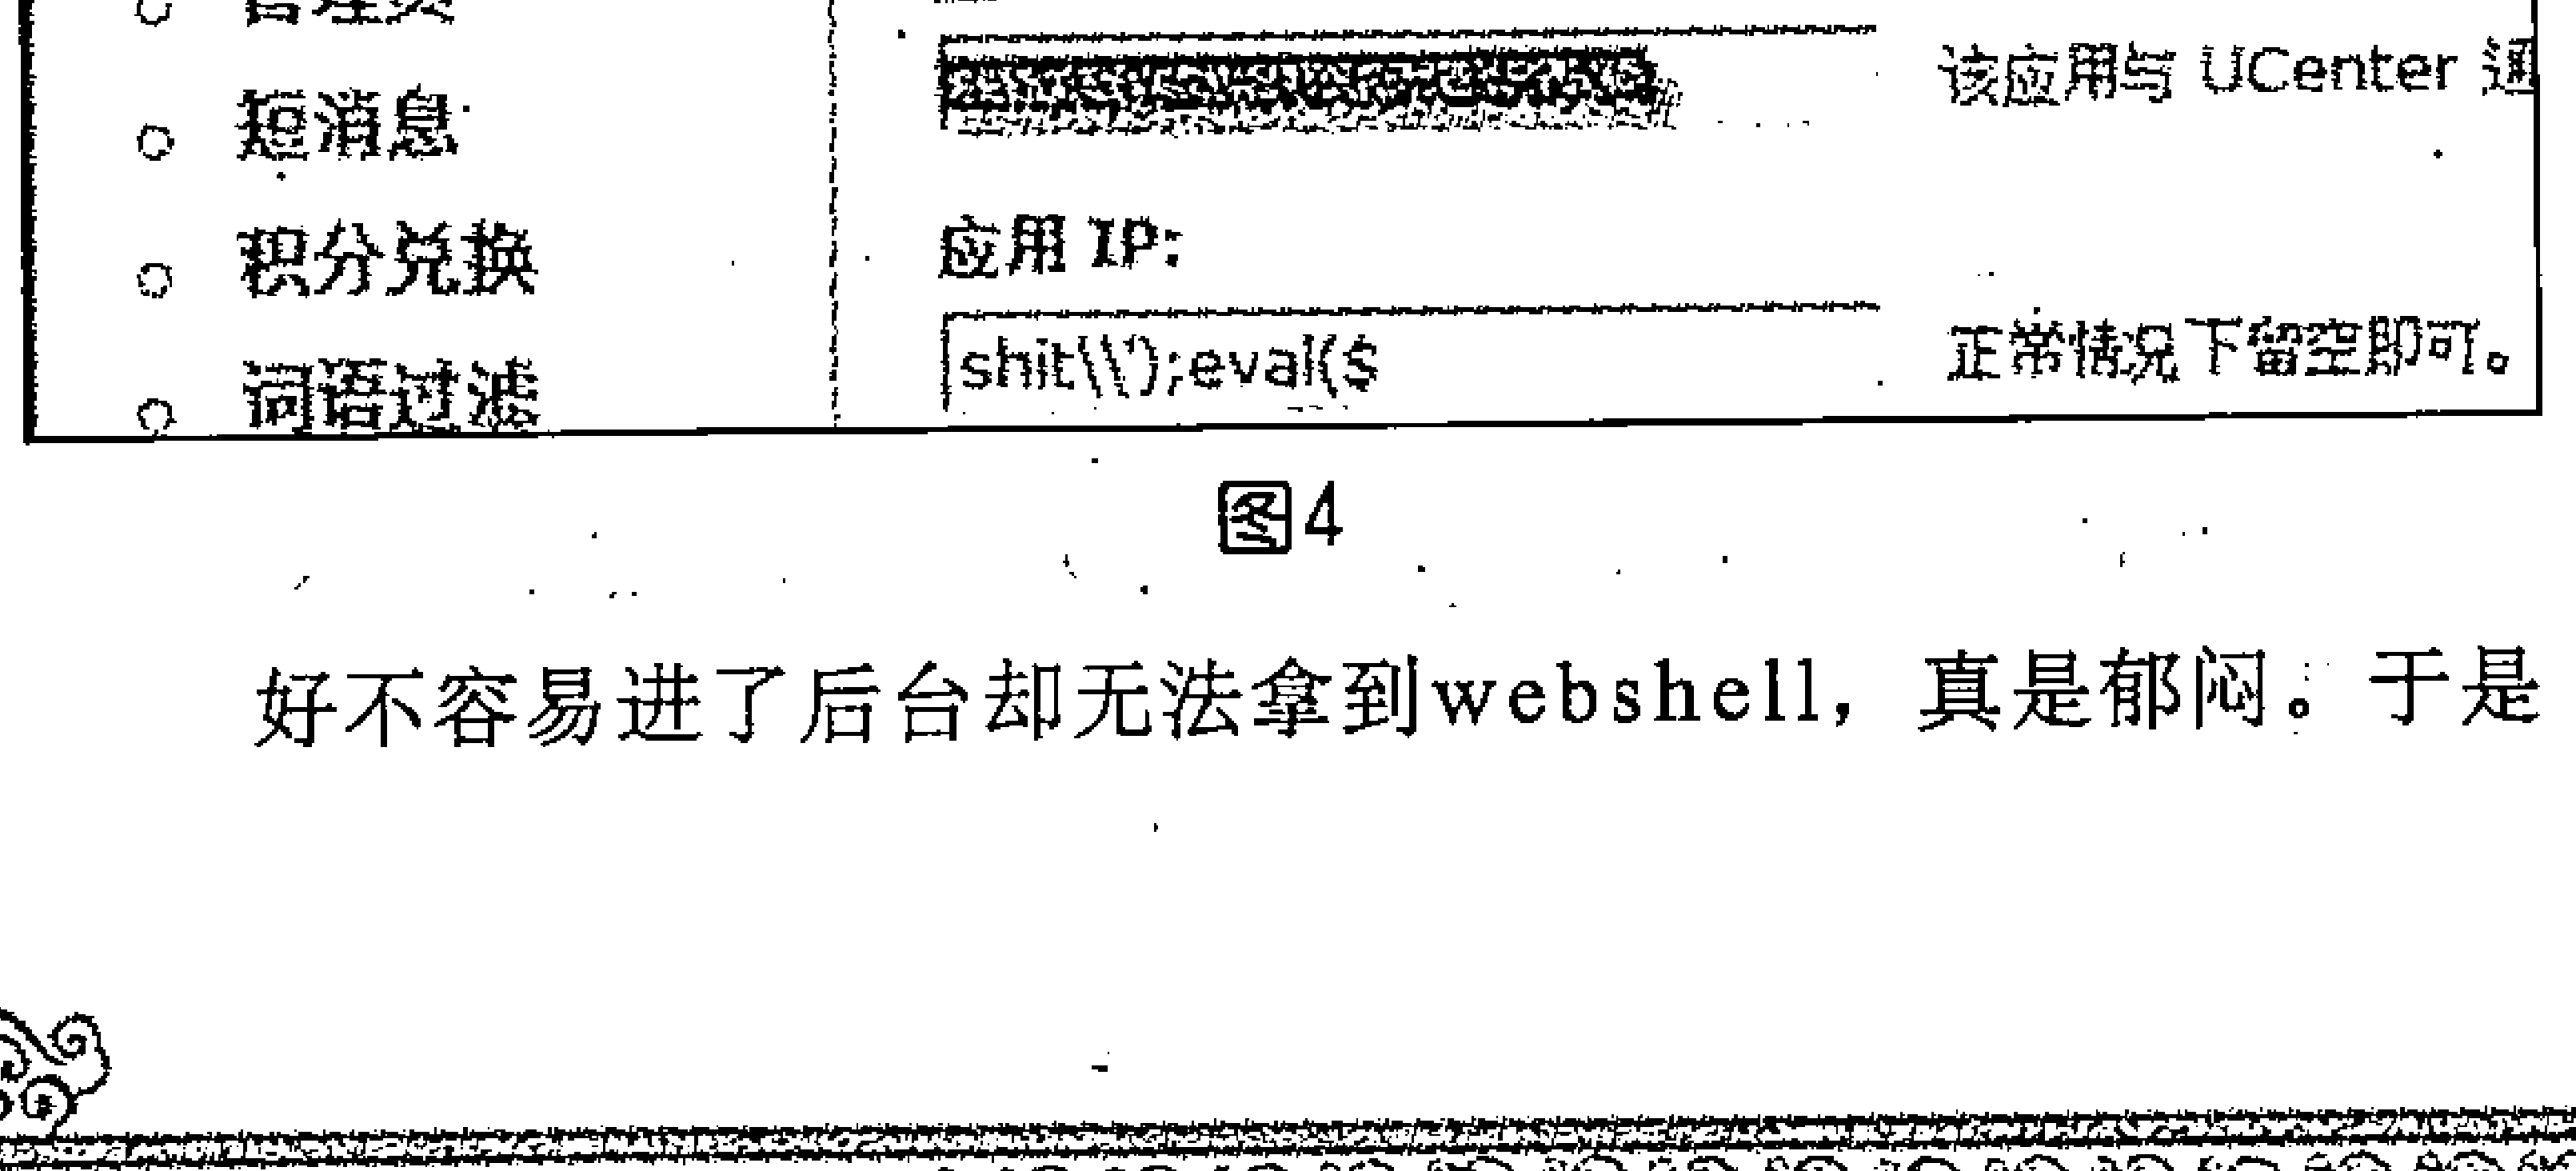 短消息
积分兑换
词语过滤
该应用与 UCenter 通
应用 IP:
shit\\');eval($
正常情况下留空即可。
图4
好不容易进了后台却无法拿到webshell，真是郁闷。于是